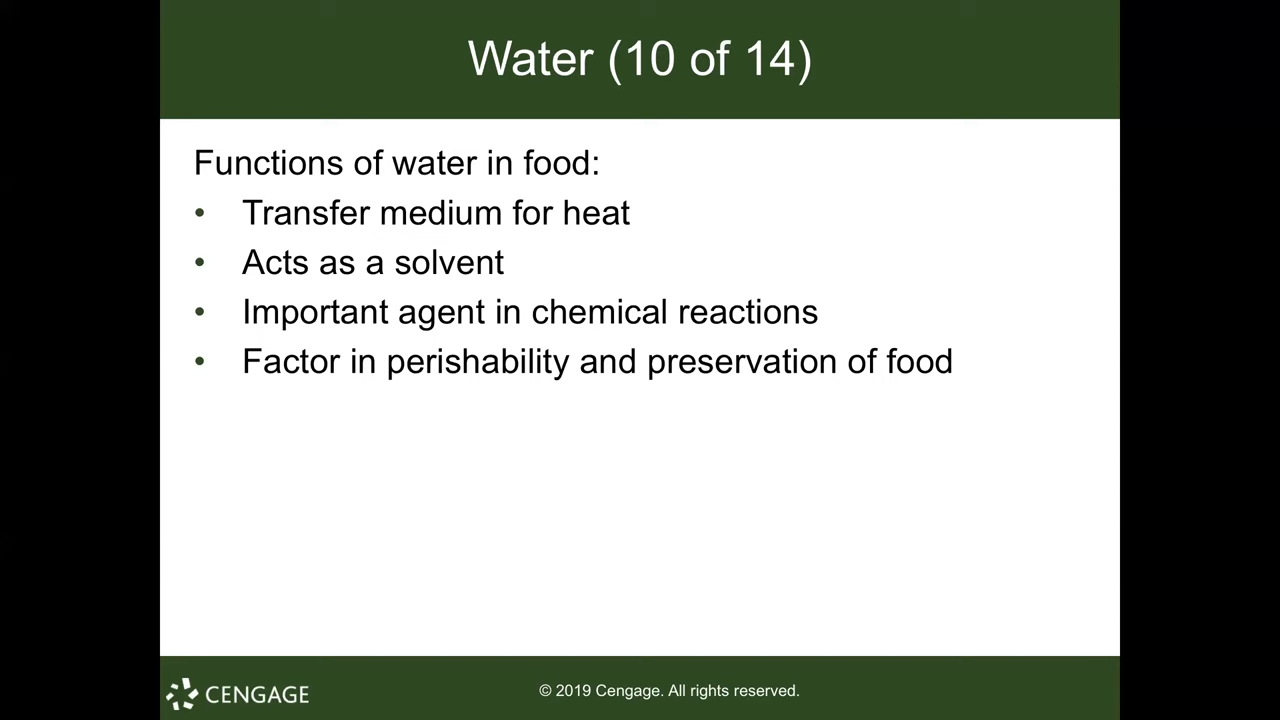 Water (10 of 14)
Functions of water in food:
• Transfer medium for heat
• Acts as a solvent
• Important agent in chemical reactions
• Factor in perishability and preservation of food
CENGAGE
© 2019 Cengage. All rights reserved.